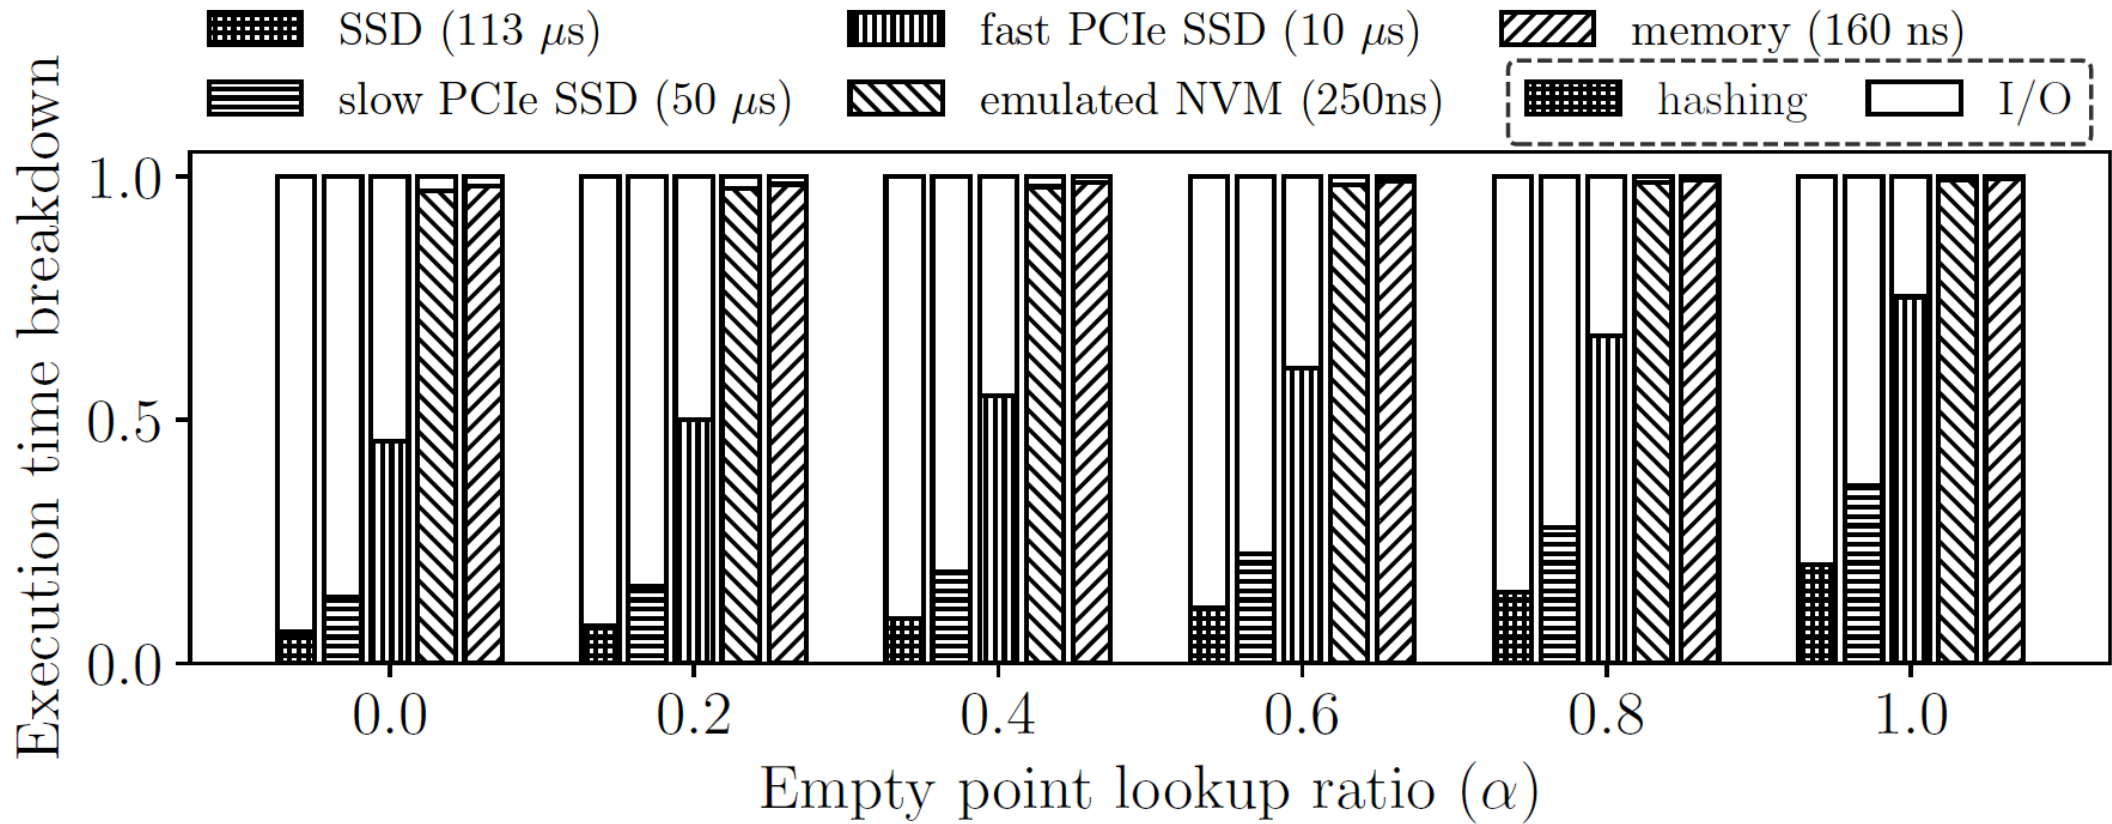 SSD (113 μs)
fast PCIe SSD (10 μs)
memory (160 ns)
slow PCIe SSD (50 μs)
emulated NVM (250ns)
hashing
I/O
Execution time breakdown
1.0
0.5
0.0
0.0 0.2 0.4 0.6 0.8 1.0
Empty point lookup ratio (α)